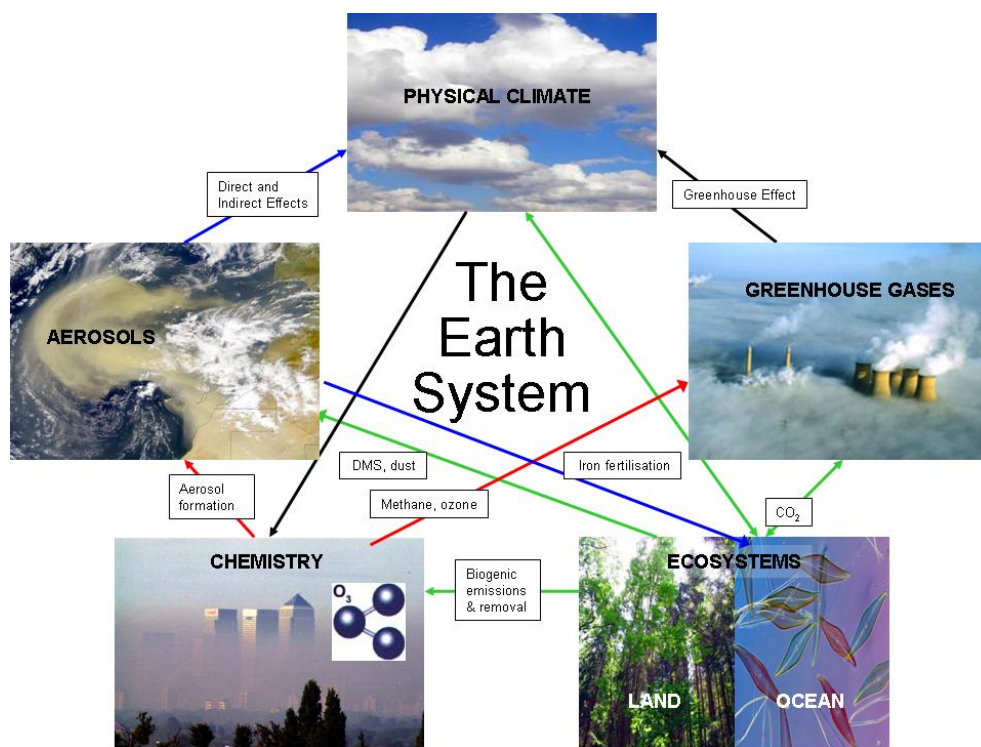 PHYSICAL CLIMATE
Direct and
Indirect Effects
Greenhouse Effect
The
Earth
System
AEROSOLS
GREENHOUSE GASES
DMS, dust
Iron fertilisation
Aerosol
formation
Methane, ozone
CO₂
CHEMISTRY
O₃
Biogenic
emissions
& removal
ECOSYSTEMS
LAND
OCEAN